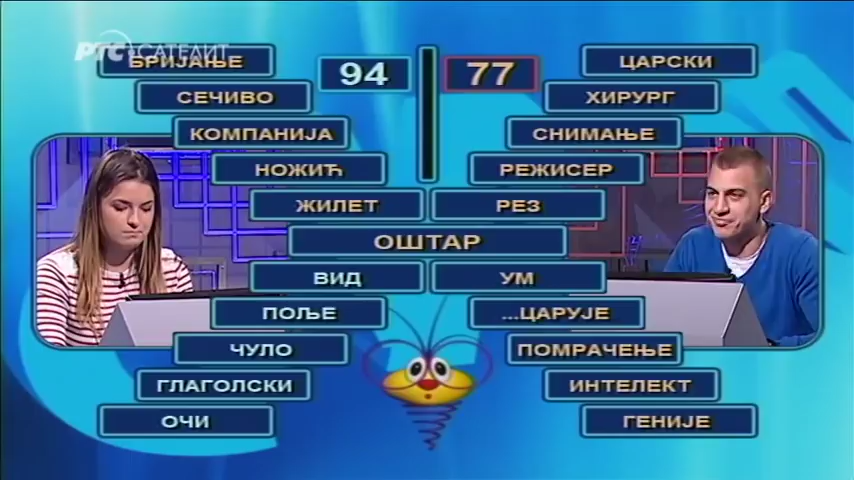 РТС САТЕЛИТ
БРИЈАЊЕ 94 77 ЦАРСКИ
СЕЧИВО ХИРУРГ
КОМПАНИЈА СНИМАЊЕ
НОЖИЋ РЕЖИСЕР
ЖИЛЕТ РЕЗ
ОШТАР
ВИД УМ
ПОЉЕ ...ЦАРУЈЕ
ЧУЛО ПОМРАЧЕЊЕ
ГЛАГОЛСКИ ИНТЕЛЕКТ
ОЧИ ГЕНИЈЕ